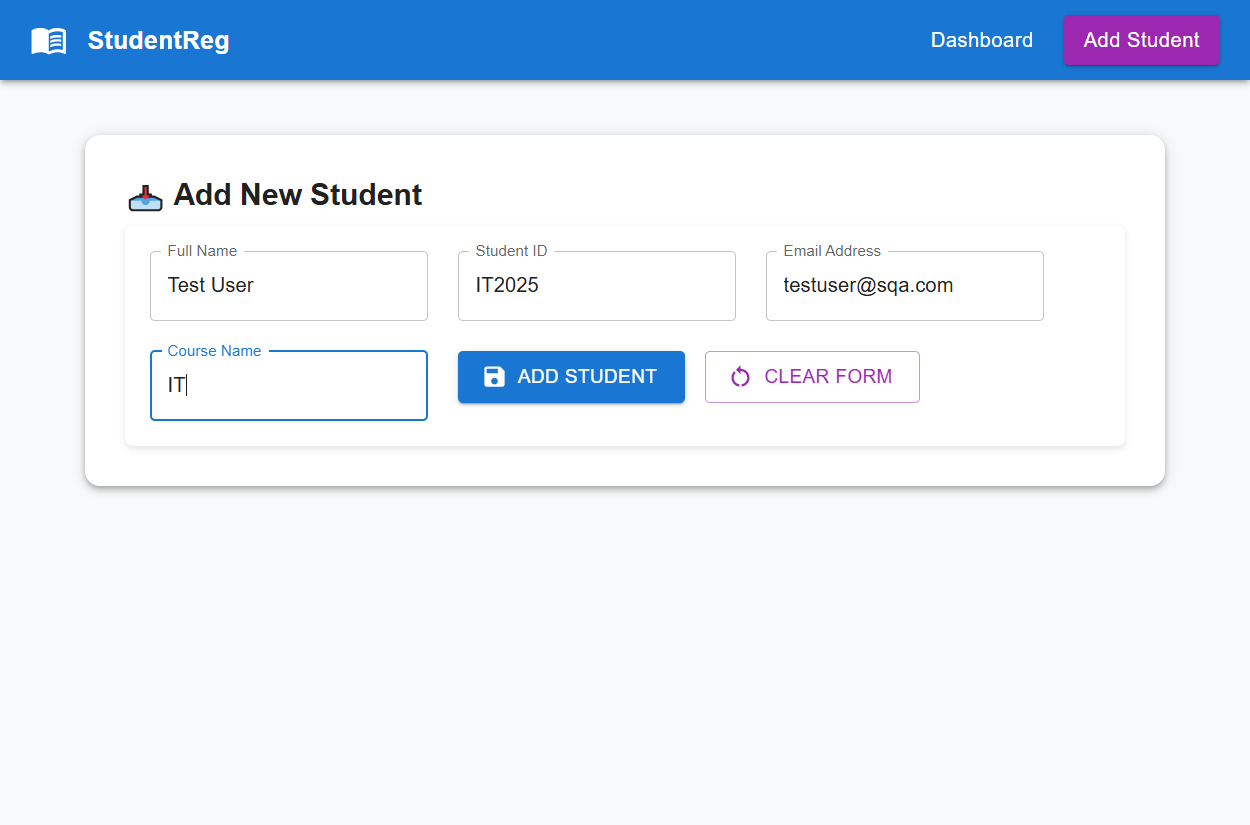 StudentReg
Dashboard
Add Student
Add New Student
Full Name
Test User
Student ID
IT2025
Email Address
testuser@sqa.com
Course Name
IT
ADD STUDENT
CLEAR FORM